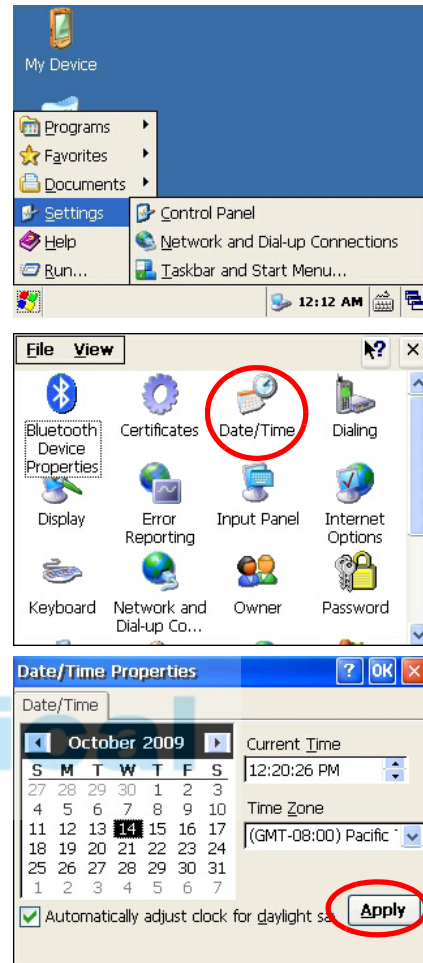 My Device
Programs
Favorites
Documents
Settings
Help
Run...
Control Panel
Network and Dial-up Connections
Taskbar and Start Menu...
12:12 AM
File View
Bluetooth Device Properties
Certificates
Date/Time
Dialing
Display
Error Reporting
Input Panel
Internet Options
Keyboard
Network and Dial-up Co...
Owner
Password
Date/Time Properties ? OK ×
Date/Time
October 2009
S M T W T F S
27 28 29 30 1 2 3
4 5 6 7 8 9 10
11 12 13 14 15 16 17
18 19 20 21 22 23 24
25 26 27 28 29 30 31
1 2 3 4 5 6 7
Current Time
12:20:26 PM
Time Zone
(GMT-08:00) Pacific
Automatically adjust clock for daylight
Apply